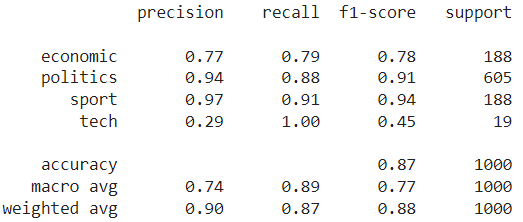 precision recall f1-score support
economic 0.77 0.79 0.78 188
politics 0.94 0.88 0.91 605
sport 0.97 0.91 0.94 188
tech 0.29 1.00 0.45 19
accuracy 0.87 1000
macro avg 0.74 0.89 0.77 1000
weighted avg 0.90 0.87 0.88 1000